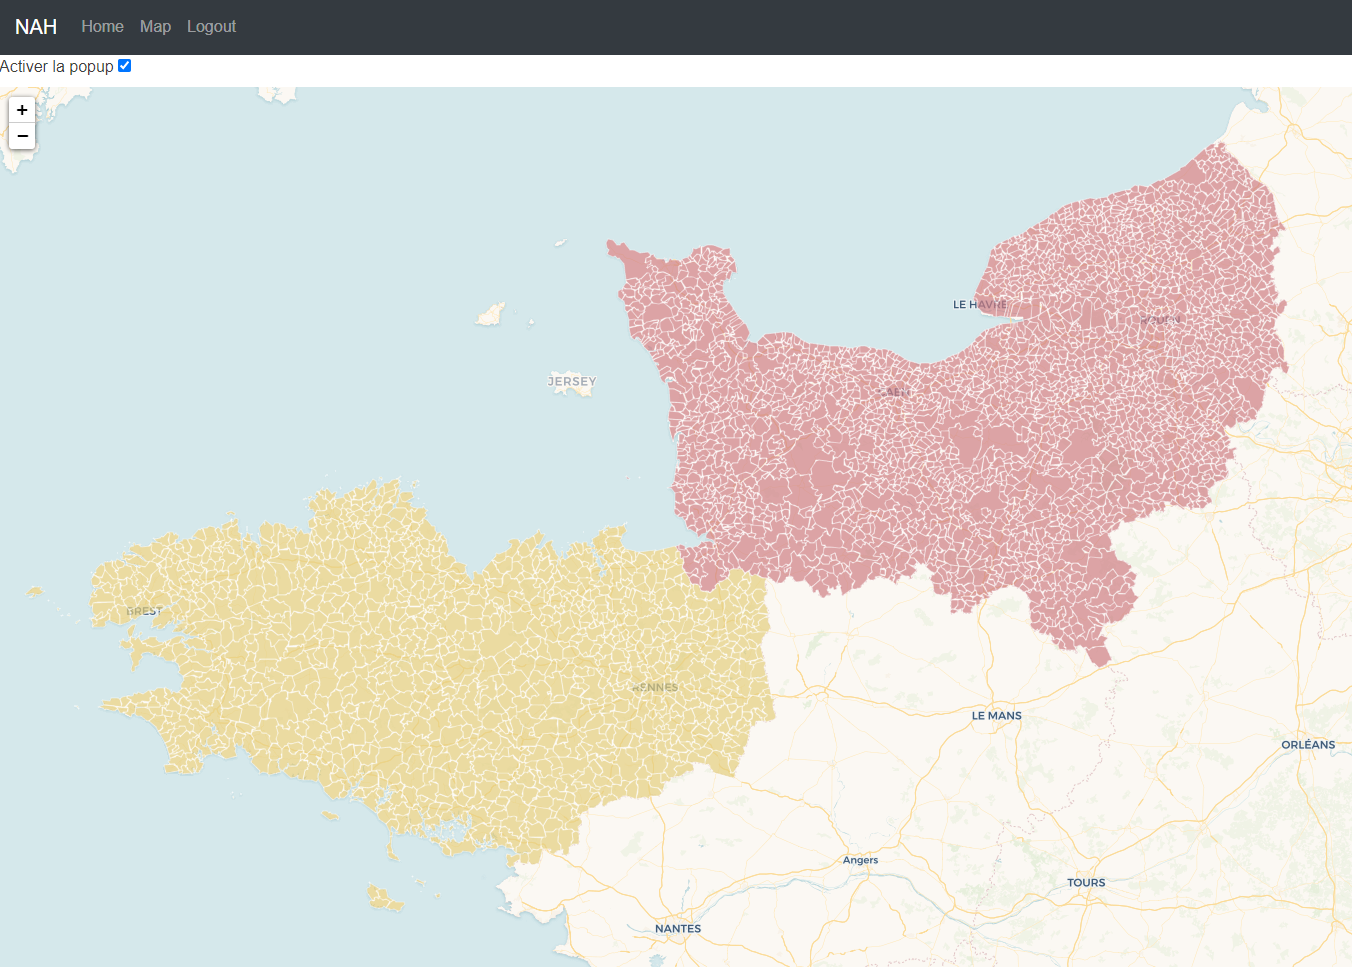 NAH Home Map Logout
Activer la popup
+
−
LE HAVRE
ROUEN
JERSEY
CAEN
BREST
RENNES
LE MANS
ORLÉANS
Angers
TOURS
NANTES